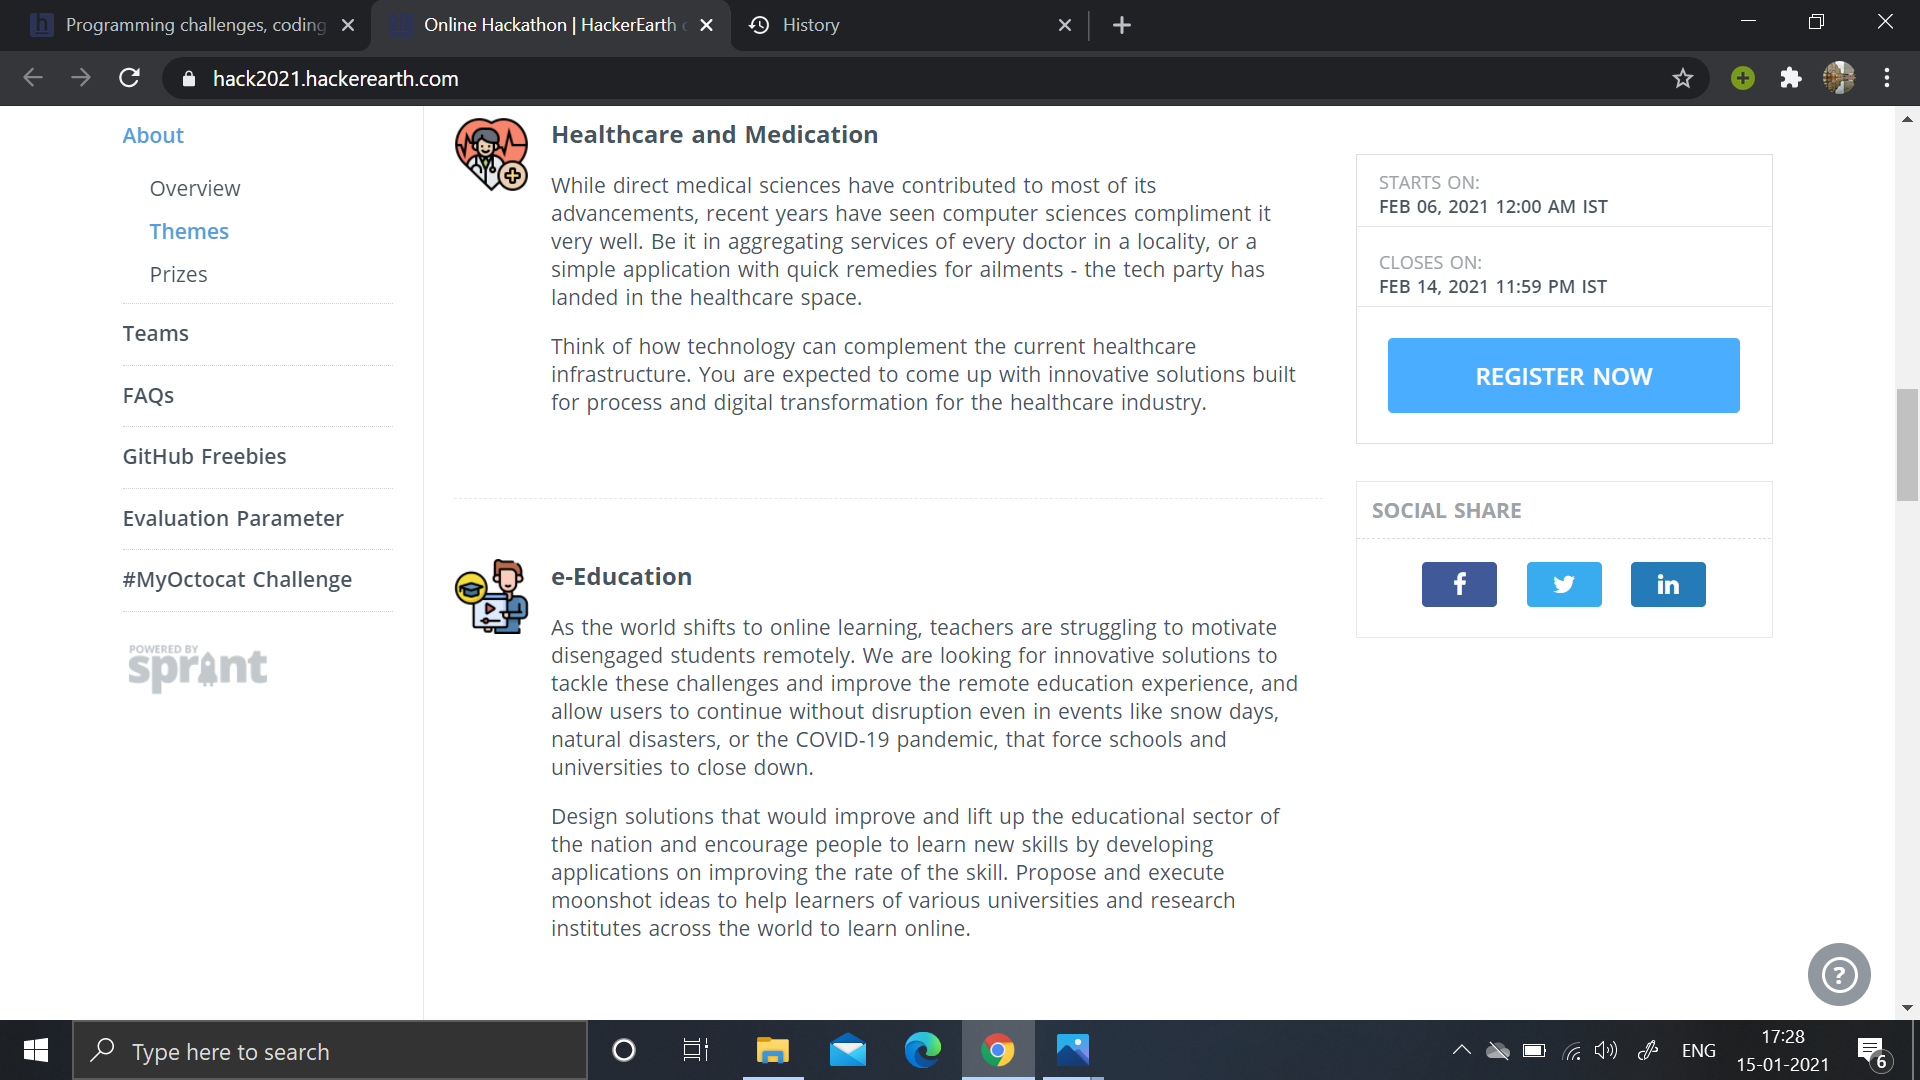 Programming challenges, coding
Online Hackathon | HackerEarth
History
hack2021.hackerearth.com
About
Overview
Themes
Prizes
Teams
FAQs
GitHub Freebies
Evaluation Parameter
#MyOctocat Challenge
POWERED BY
sprint
Healthcare and Medication
While direct medical sciences have contributed to most of its
advancements, recent years have seen computer sciences compliment it
very well. Be it in aggregating services of every doctor in a locality, or a
simple application with quick remedies for ailments - the tech party has
landed in the healthcare space.
Think of how technology can complement the current healthcare
infrastructure. You are expected to come up with innovative solutions built
for process and digital transformation for the healthcare industry.
e-Education
As the world shifts to online learning, teachers are struggling to motivate
disengaged students remotely. We are looking for innovative solutions to
tackle these challenges and improve the remote education experience, and
allow users to continue without disruption even in events like snow days,
natural disasters, or the COVID-19 pandemic, that force schools and
universities to close down.
Design solutions that would improve and lift up the educational sector of
the nation and encourage people to learn new skills by developing
applications on improving the rate of the skill. Propose and execute
moonshot ideas to help learners of various universities and research
institutes across the world to learn online.
STARTS ON:
FEB 06, 2021 12:00 AM IST
CLOSES ON:
FEB 14, 2021 11:59 PM IST
REGISTER NOW
SOCIAL SHARE
f
in
?
Type here to search
ENG
17:28
15-01-2021
6